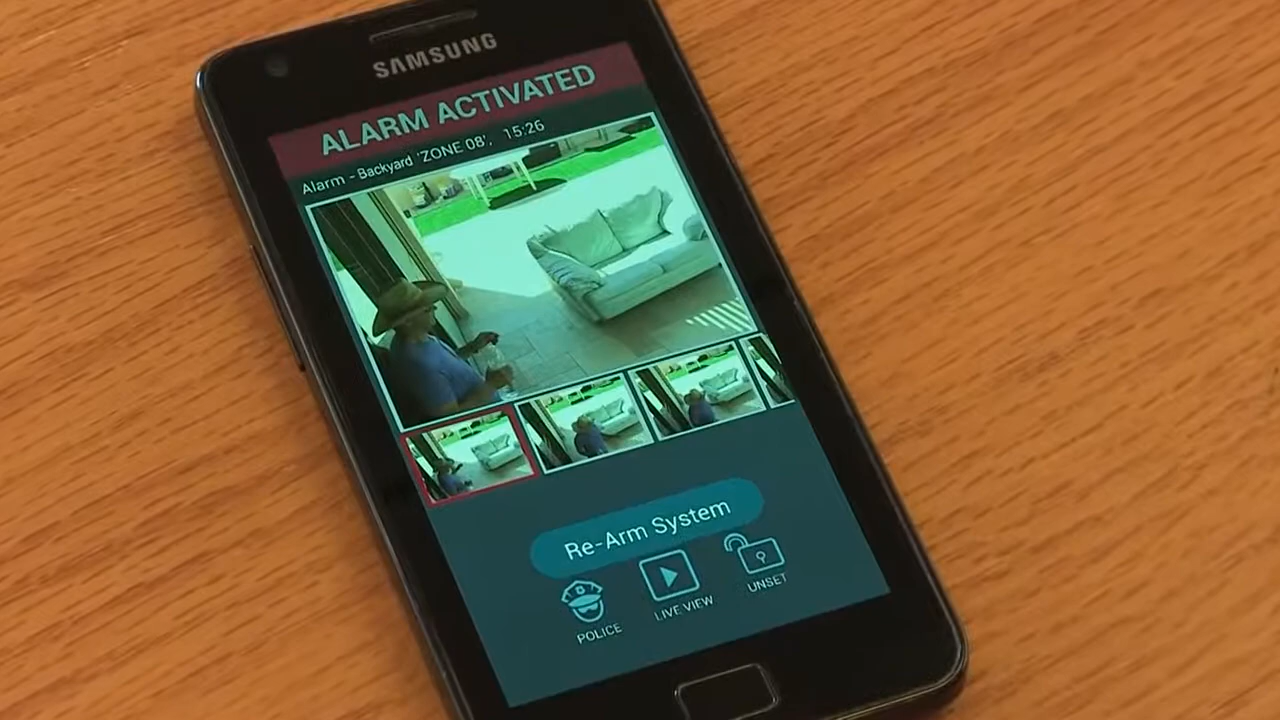 SAMSUNG
ALARM ACTIVATED
Alarm - Backyard 'ZONE 08', 15:26
Re-Arm System
POLICE
LIVE VIEW
UNSET